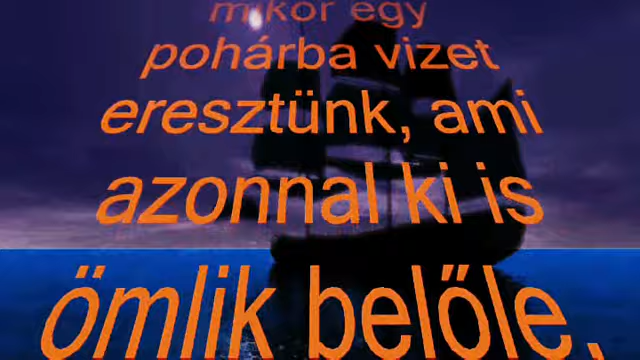 mikor egy
pohárba vizet
eresztünk, ami
azonnal ki is
ömlik belőle,